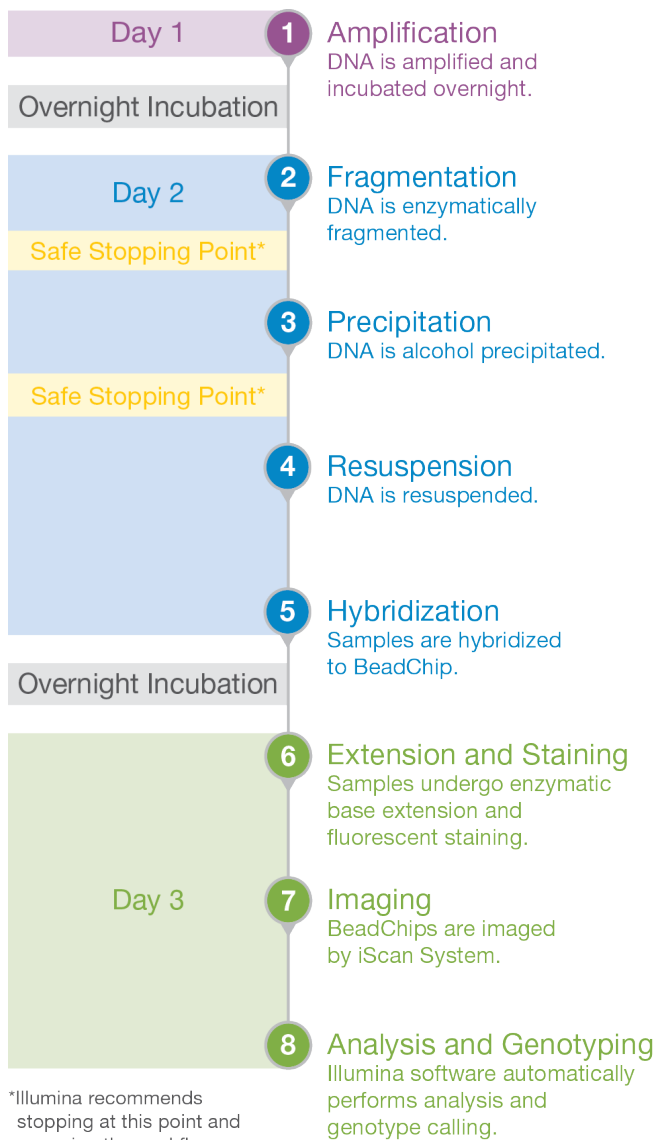 Day 1
1
Amplification
DNA is amplified and
incubated overnight.
Overnight Incubation
Day 2
2
Fragmentation
DNA is enzymatically
fragmented.
Safe Stopping Point*
3
Precipitation
DNA is alcohol precipitated.
Safe Stopping Point*
4
Resuspension
DNA is resuspended.
5
Hybridization
Samples are hybridized
to BeadChip.
Overnight Incubation
6
Extension and Staining
Samples undergo enzymatic
base extension and
fluorescent staining.
Day 3
7
Imaging
BeadChips are imaged
by iScan System.
8
Analysis and Genotyping
Illumina software automatically
performs analysis and
genotype calling.
*Illumina recommends
stopping at this point and